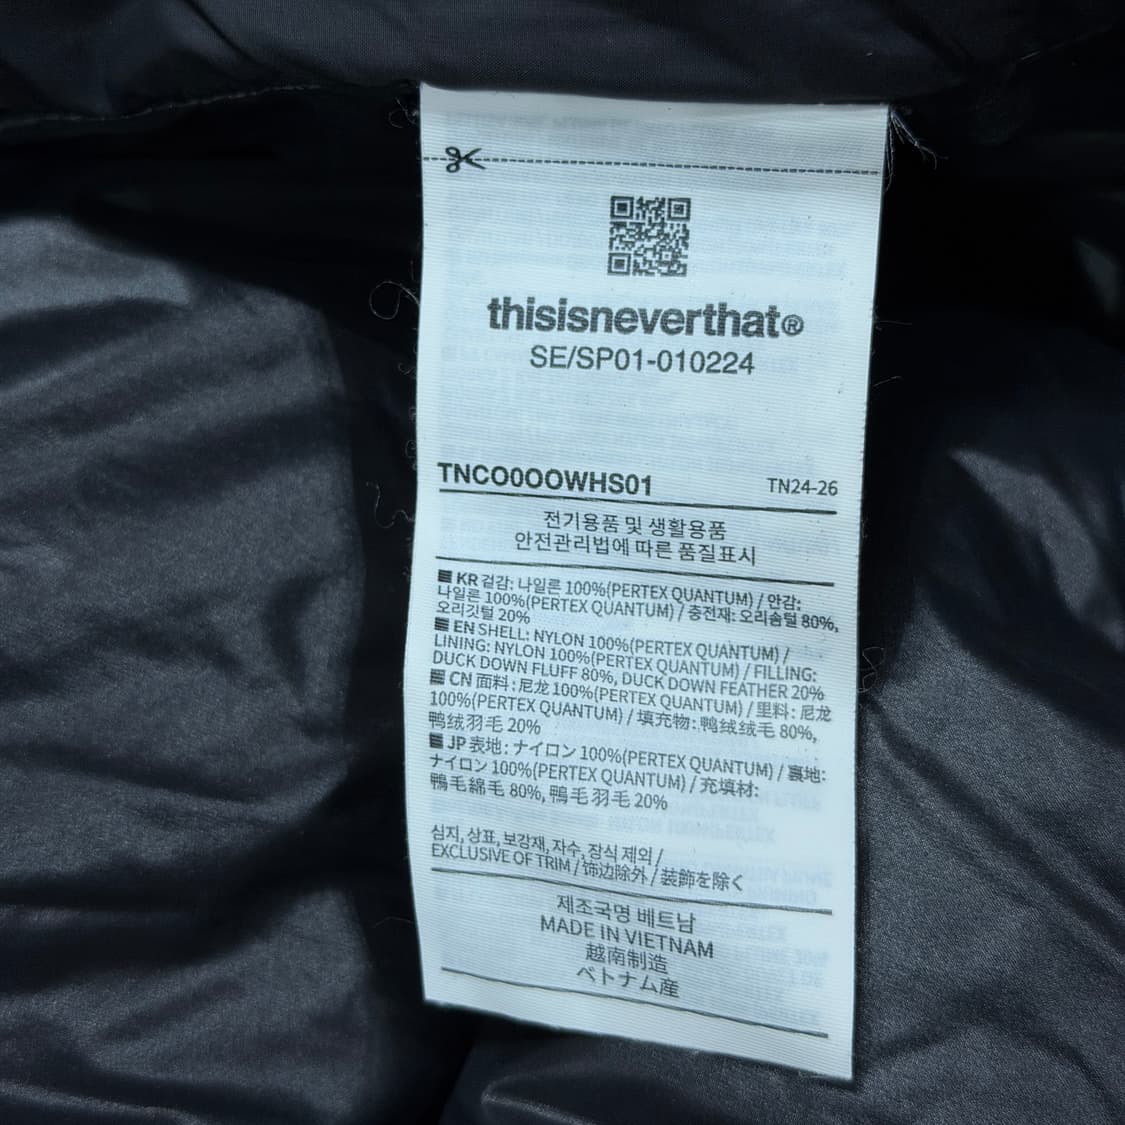 thisisneverthat®
SE/SP01-010224
TNCO0OOWHS01 TN24-26
전기용품 및 생활용품
안전관리법에 따른 품질표시
KR 겉감: 나일론 100%(PERTEX QUANTUM) / 안감:
나일론 100%(PERTEX QUANTUM) / 충전재: 오리솜털 80%,
오리깃털 20%
EN SHELL: NYLON 100%(PERTEX QUANTUM) /
LINING: NYLON 100%(PERTEX QUANTUM) / FILLING:
DUCK DOWN FLUFF 80%, DUCK DOWN FEATHER 20%
CN 面料: 尼龙 100%(PERTEX QUANTUM) / 里料: 尼龙
100%(PERTEX QUANTUM) / 填充物: 鸭绒绒毛 80%,
鸭绒羽毛 20%
JP 表地: ナイロン 100%(PERTEX QUANTUM) / 裏地:
ナイロン 100%(PERTEX QUANTUM) / 充填材:
鴨毛綿毛 80%, 鴨毛羽毛 20%
심지, 상표, 보강재, 자수, 장식 제외 /
EXCLUSIVE OF TRIM / 饰边除外 / 装飾を除く
제조국명 베트남
MADE IN VIETNAM
越南制造
ベトナム産